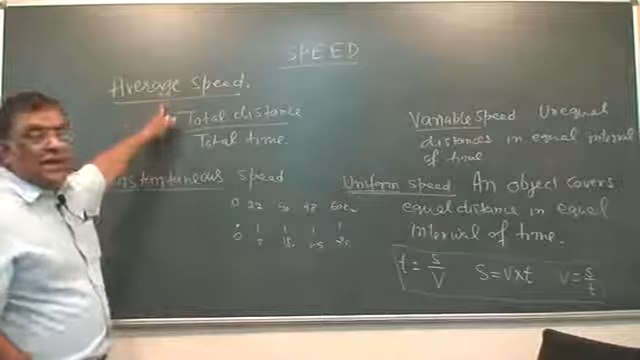 SPEED
Average speed.
Total distance
Total time.
Instantaneous speed
Variable speed Unequal
distances in equal interval
of time
Uniform speed An object covers
equal distance in equal
Interval of time.
t = s/v S = V x t v = s/t